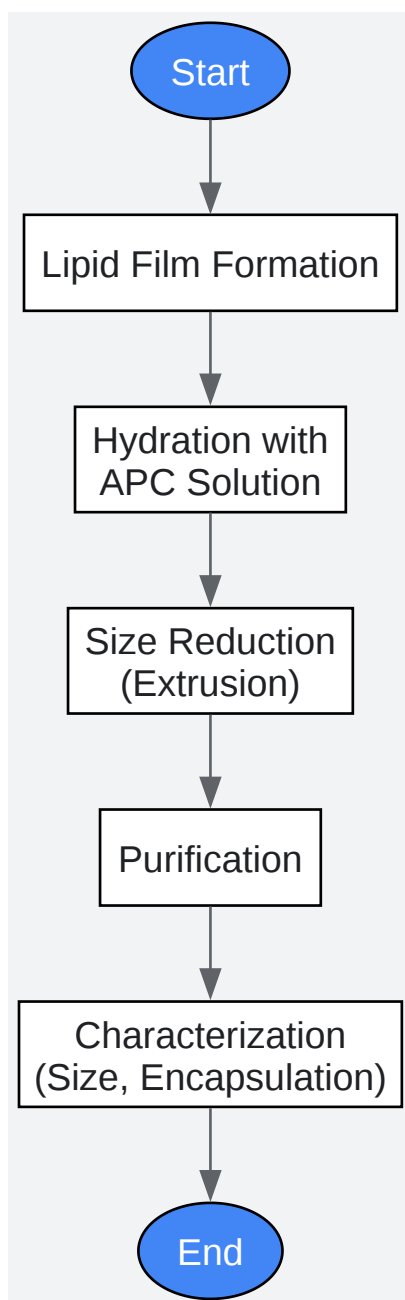 Start
Lipid Film Formation
Hydration with
APC Solution
Size Reduction
(Extrusion)
Purification
Characterization
(Size, Encapsulation)
End